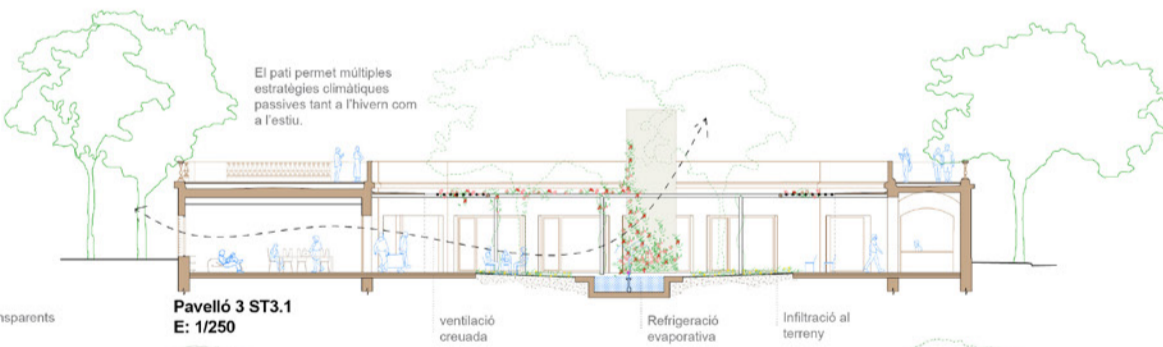 El pati permet múltiples
estratègies climàtiques
passives tant a l'hivern com
a l'estiu.
Pavelló 3 ST3.1
E: 1/250
ventilació
creuada
Refrigeració
evaporativa
Infiltració al
terreny